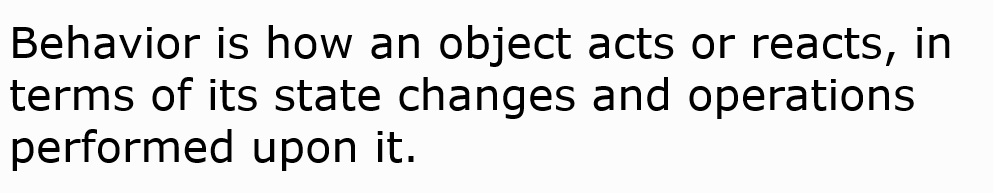 Behavior is how an object acts or reacts, in
terms of its state changes and operations
performed upon it.